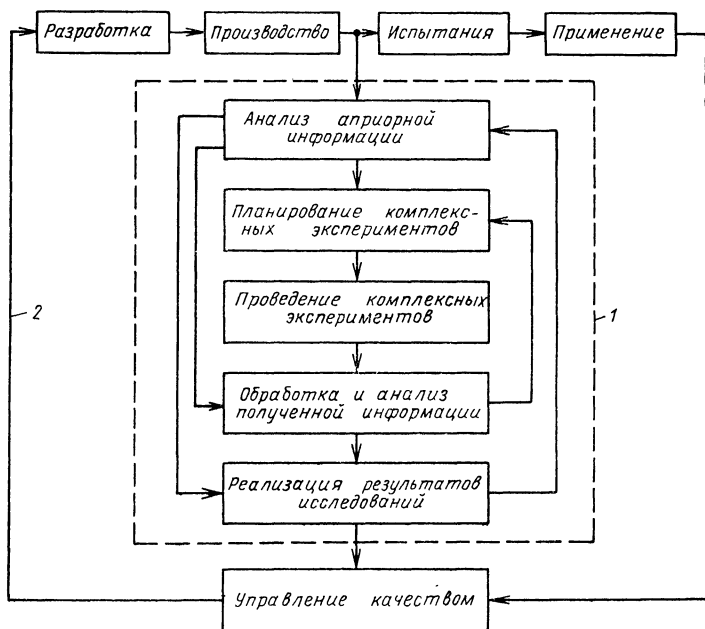 Разработка
Производство
Испытания
Применение
Анализ априорной
информации
Планирование комплекс-
ных экспериментов
Проведение комплексных
экспериментов
2
1
Обработка и анализ
полученной информации
Реализация результатов
исследований
Управление качеством